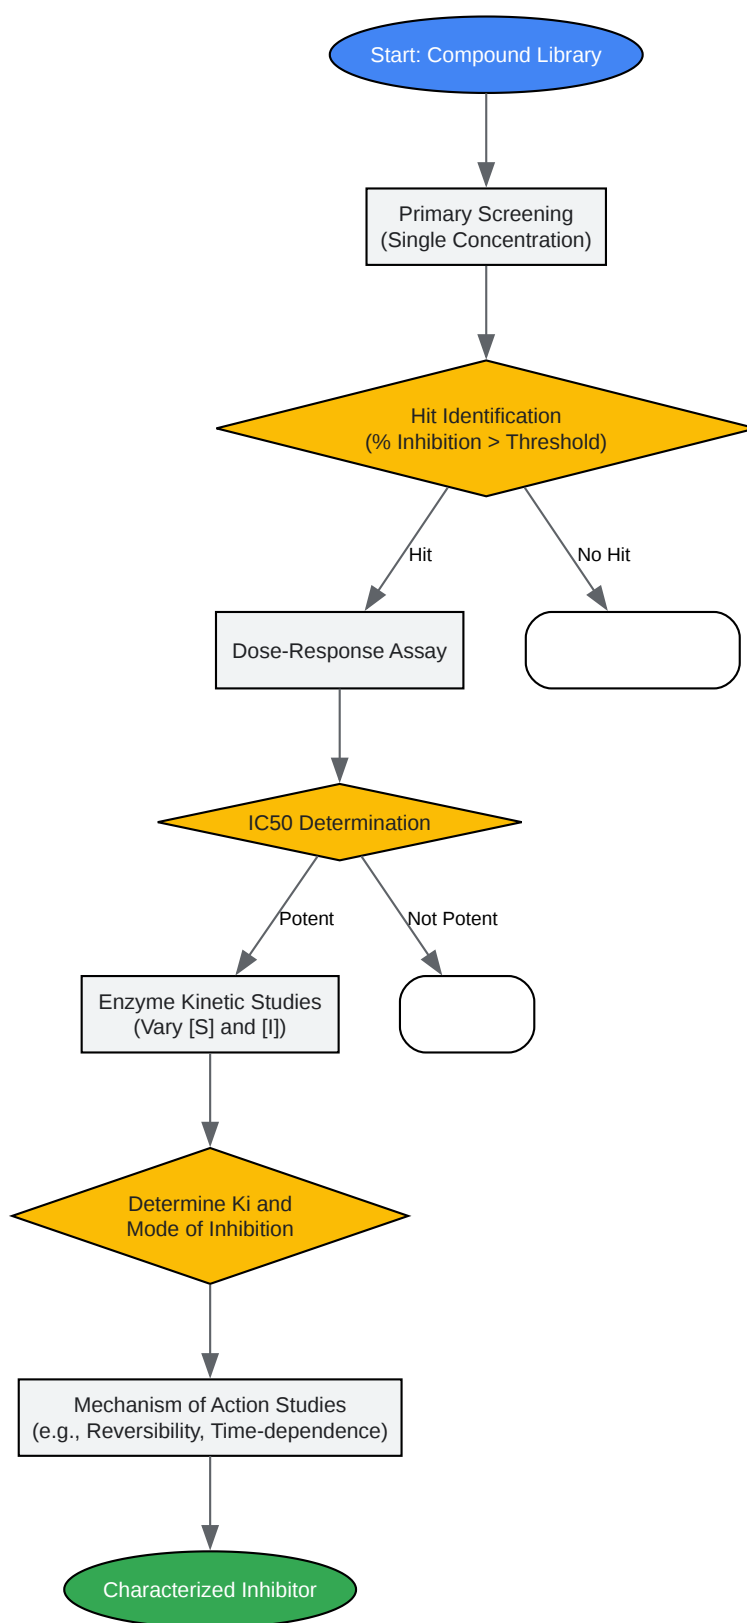 Start: Compound Library
Primary Screening
(Single Concentration)
Hit Identification
(% Inhibition > Threshold)
Hit
No Hit
Dose-Response Assay
IC50 Determination
Potent
Not Potent
Enzyme Kinetic Studies
(Vary [S] and [I])
Determine Ki and
Mode of Inhibition
Mechanism of Action Studies
(e.g., Reversibility, Time-dependence)
Characterized Inhibitor